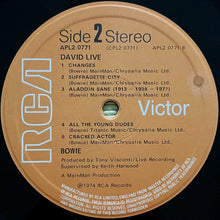 Side 2 Stereo
APL2 0771 (CPL2 0771) APL2 0771 B
DAVID LIVE
1 CHANGES
(Bowie) MainMan/Chrysalis Music Ltd.
2 SUFFRAGETTE CITY
(Bowie) MainMan/Chrysalis Music Ltd.
3 ALADDIN SANE (1913 - 1938 - 197?)
(Bowie) MainMan/Chrysalis Music Ltd.
RCA
Victor
4 ALL THE YOUNG DUDES
(Bowie) Titanic Music/Chrysalis Music Ltd.
5 CRACKED ACTOR
(Bowie) MainMan/Chrysalis Music Ltd.
BOWIE
Produced by Tony Visconti/Live Recording
Supervised by Keith Harwood
A MainMan Production
℗1974 RCA Records